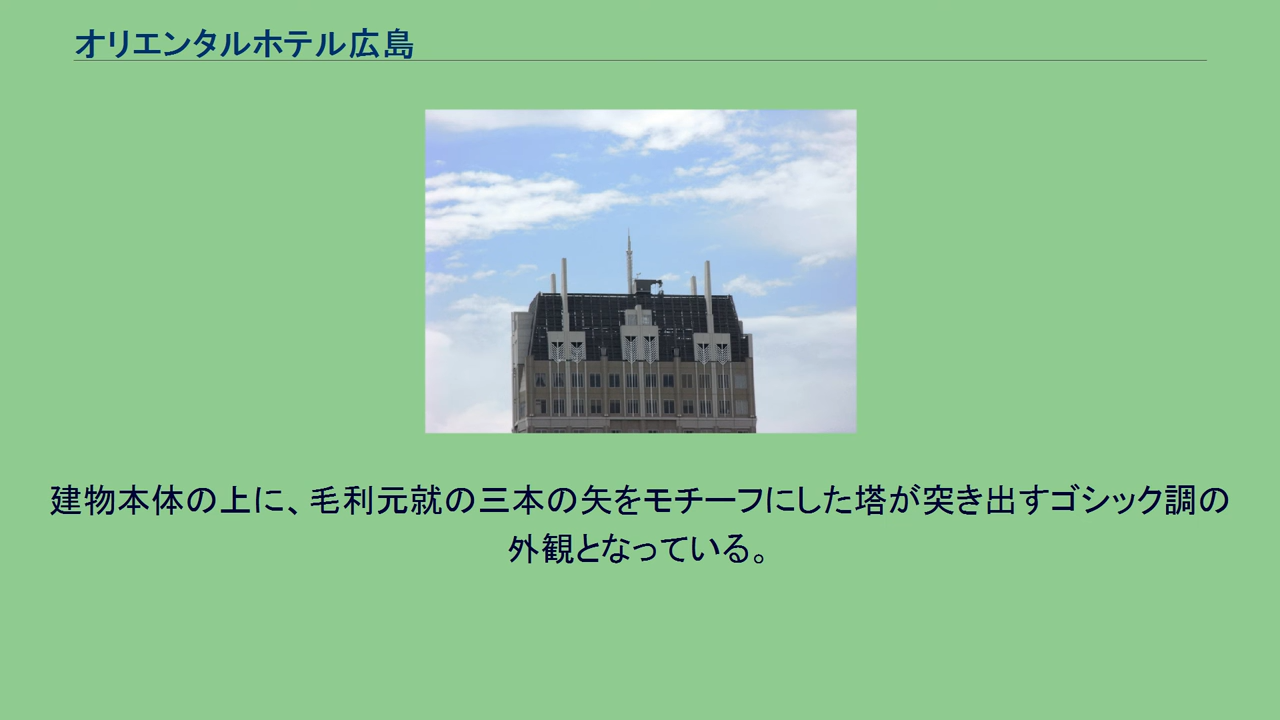 オリエンタルホテル広島
建物本体の上に、毛利元就の三本の矢をモチーフにした塔が突き出すゴシック調の
外観となっている。